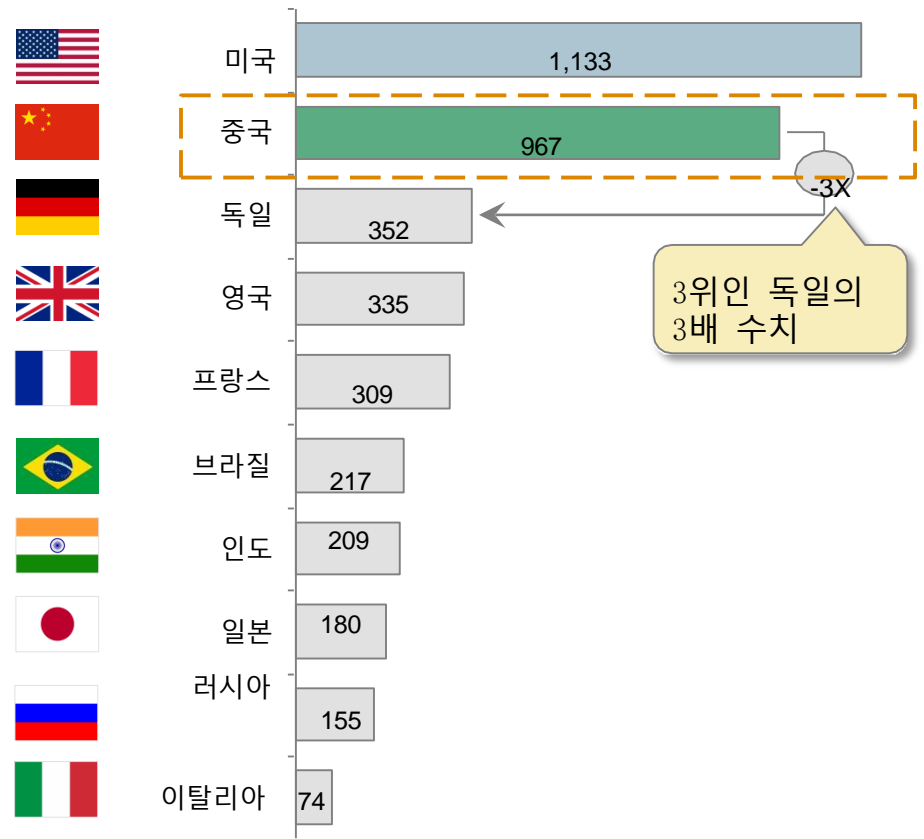 미국 1,133
중국 967
-3X
독일 352
3위인 독일의
3배 수치
영국 335
프랑스 309
브라질 217
인도 209
일본 180
러시아 155
이탈리아 74